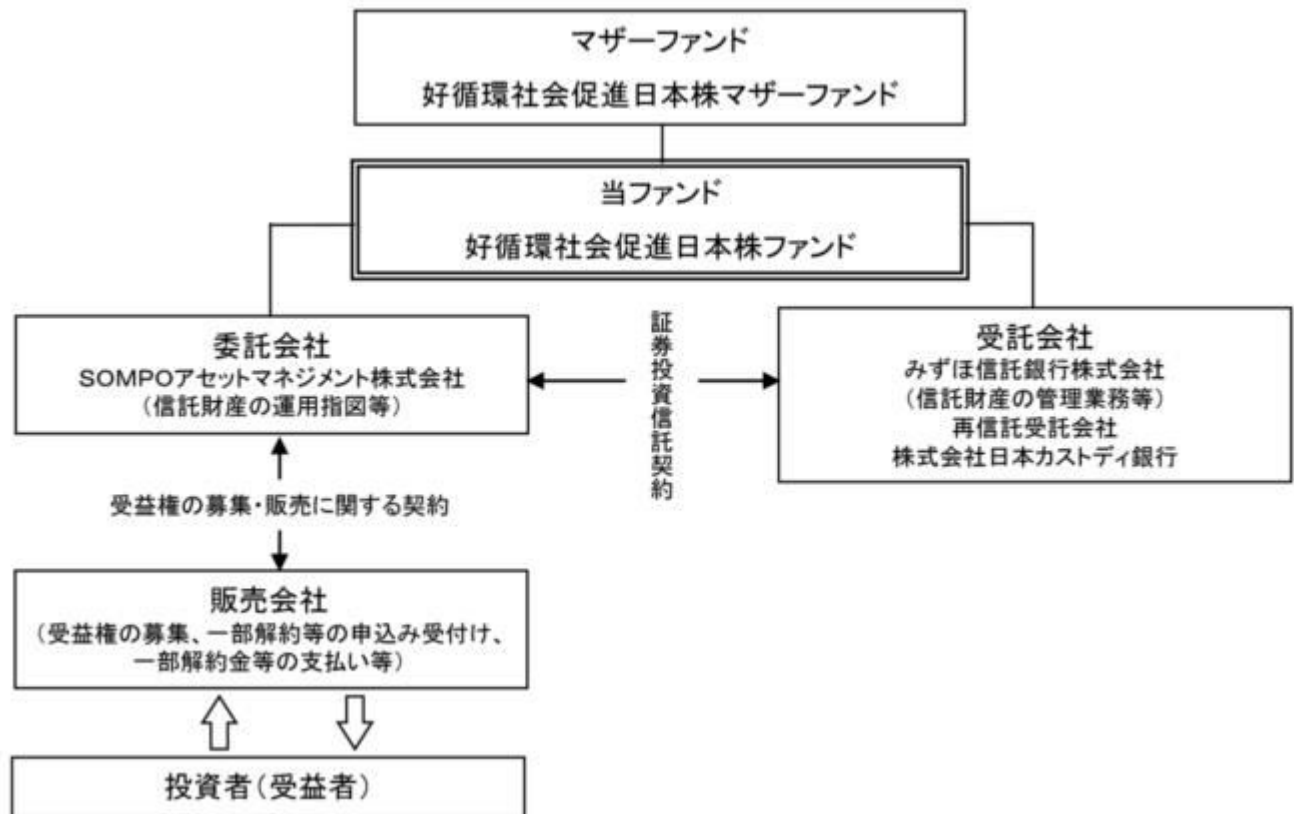 マザーファンド
好循環社会促進日本株マザーファンド
当ファンド
好循環社会促進日本株ファンド
委託会社
SOMPOアセットマネジメント株式会社
(信託財産の運用指図等)
証券投資信託契約
受託会社
みずほ信託銀行株式会社
(信託財産の管理業務等)
再信託受託会社
株式会社日本カストディ銀行
受益権の募集・販売に関する契約
販売会社
(受益権の募集、一部解約等の申込み受付け、
一部解約金等の支払い等)
投資者(受益者)